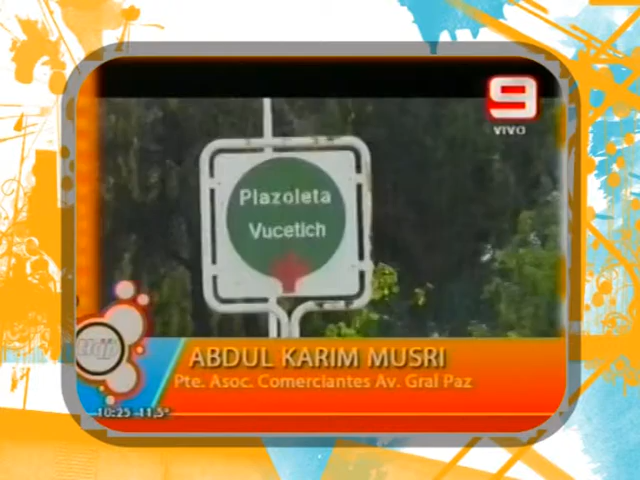 9
VIVO
Plazoleta
Vucetich
ABDUL KARIM MUSRI
Pte. Asoc. Comerciantes Av. Gral Paz
10:25 11,5°